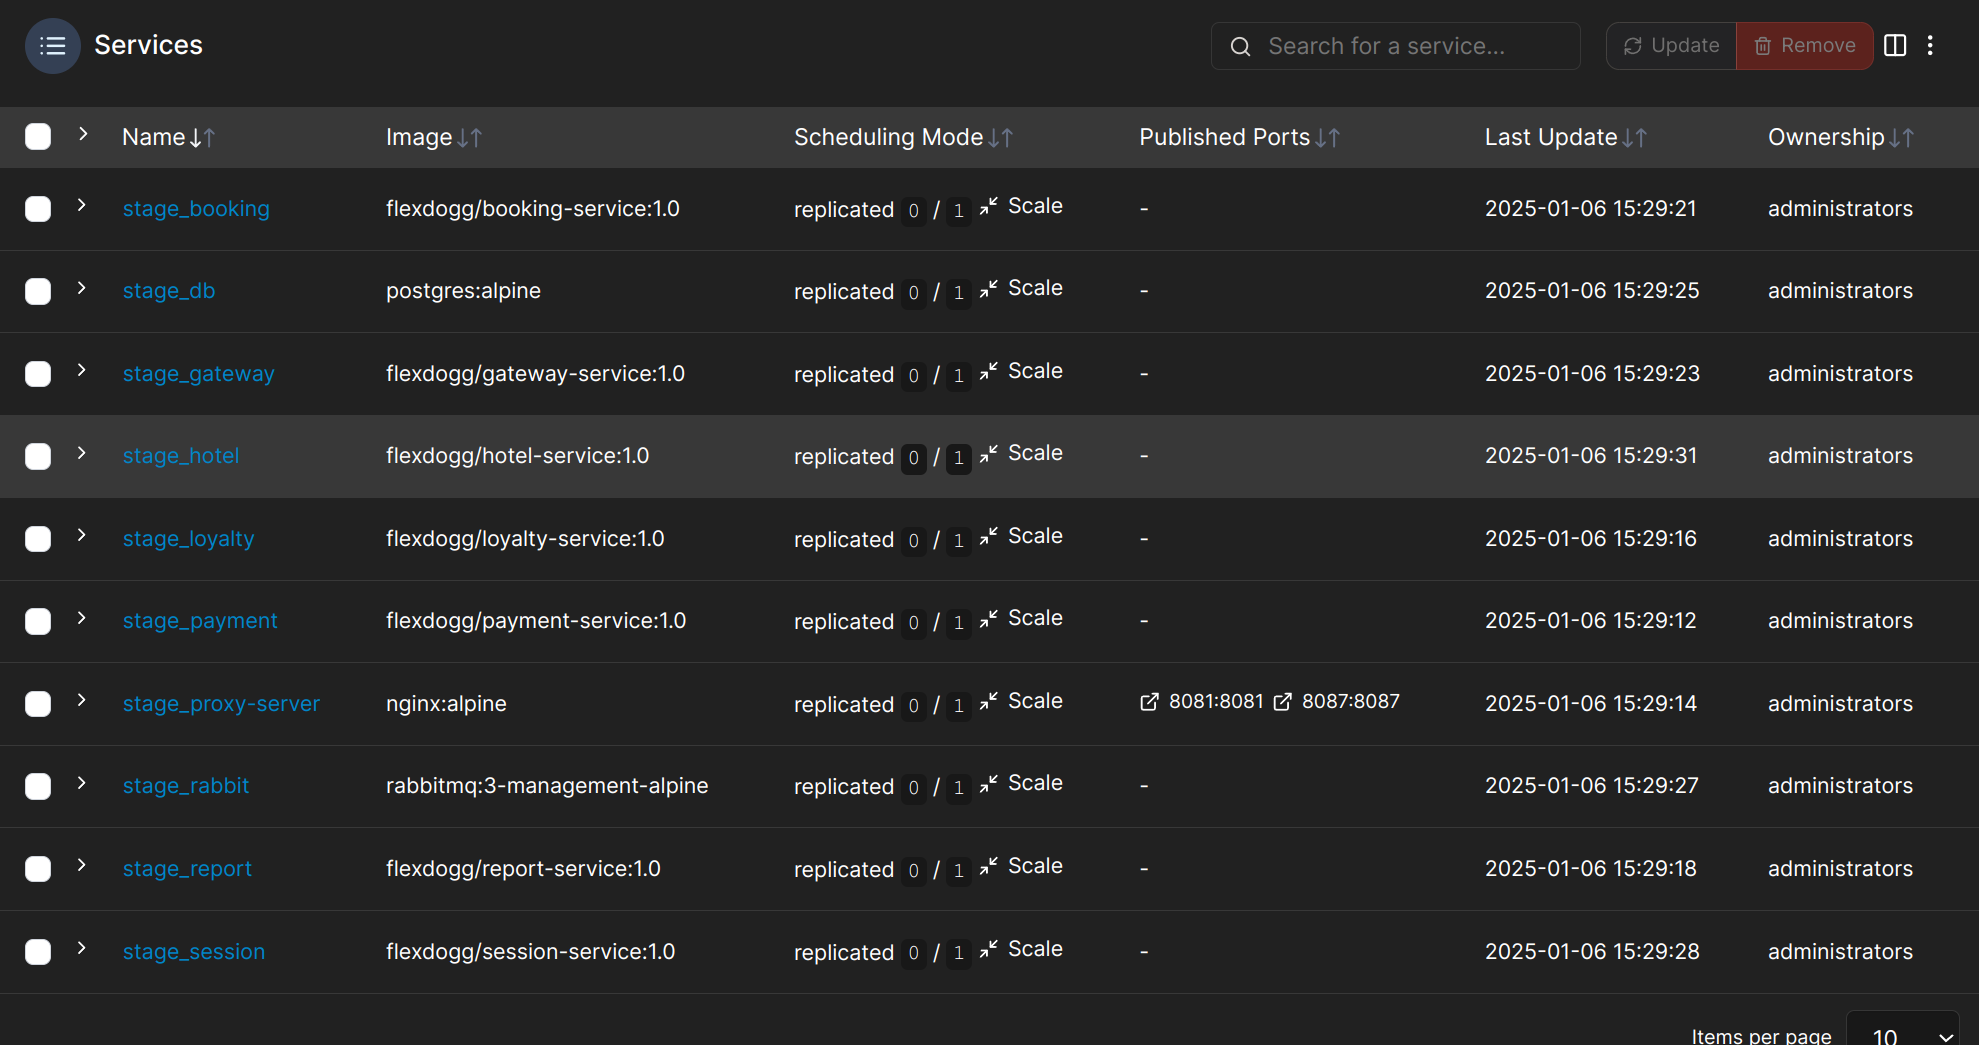 Services Search for a service... Update Remove
Name Image Scheduling Mode Published Ports Last Update Ownership
stage_booking flexdogg/booking-service:1.0 replicated 0 / 1 Scale - 2025-01-06 15:29:21 administrators
stage_db postgres:alpine replicated 0 / 1 Scale - 2025-01-06 15:29:25 administrators
stage_gateway flexdogg/gateway-service:1.0 replicated 0 / 1 Scale - 2025-01-06 15:29:23 administrators
stage_hotel flexdogg/hotel-service:1.0 replicated 0 / 1 Scale - 2025-01-06 15:29:31 administrators
stage_loyalty flexdogg/loyalty-service:1.0 replicated 0 / 1 Scale - 2025-01-06 15:29:16 administrators
stage_payment flexdogg/payment-service:1.0 replicated 0 / 1 Scale - 2025-01-06 15:29:12 administrators
stage_proxy-server nginx:alpine replicated 0 / 1 Scale 8081:8081 8087:8087 2025-01-06 15:29:14 administrators
stage_rabbit rabbitmq:3-management-alpine replicated 0 / 1 Scale - 2025-01-06 15:29:27 administrators
stage_report flexdogg/report-service:1.0 replicated 0 / 1 Scale - 2025-01-06 15:29:18 administrators
stage_session flexdogg/session-service:1.0 replicated 0 / 1 Scale - 2025-01-06 15:29:28 administrators
Items per page 10